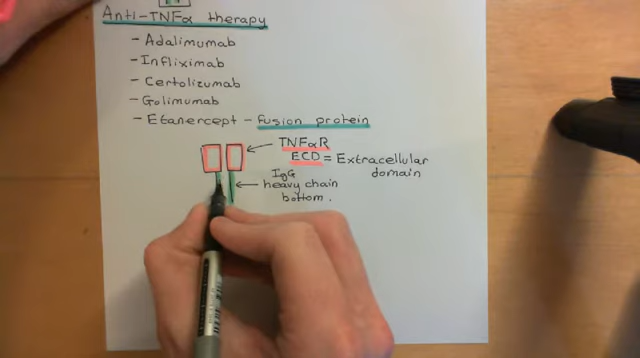 Anti-TNFα therapy
- Adalimumab
- Infliximab
- Certolizumab
- Golimumab
- Etanercept - fusion protein
TNFαR
ECD = Extracellular domain
IgG
heavy chain
bottom.